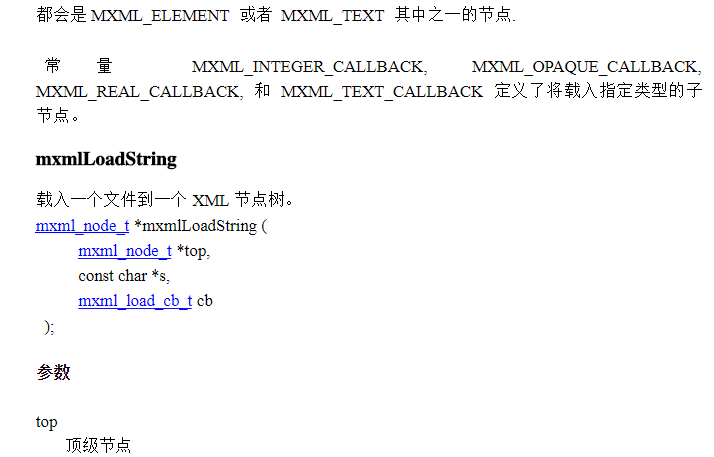 都会是 MXML_ELEMENT 或者 MXML_TEXT 其中之一的节点.
常量 MXML_INTEGER_CALLBACK, MXML_OPAQUE_CALLBACK,
MXML_REAL_CALLBACK, 和 MXML_TEXT_CALLBACK 定义了将载入指定类型的子
节点。
mxmlLoadString
载入一个文件到一个 XML 节点树。
mxml_node_t *mxmlLoadString (
mxml_node_t *top,
const char *s,
mxml_load_cb_t cb
);
参数
top
顶级节点